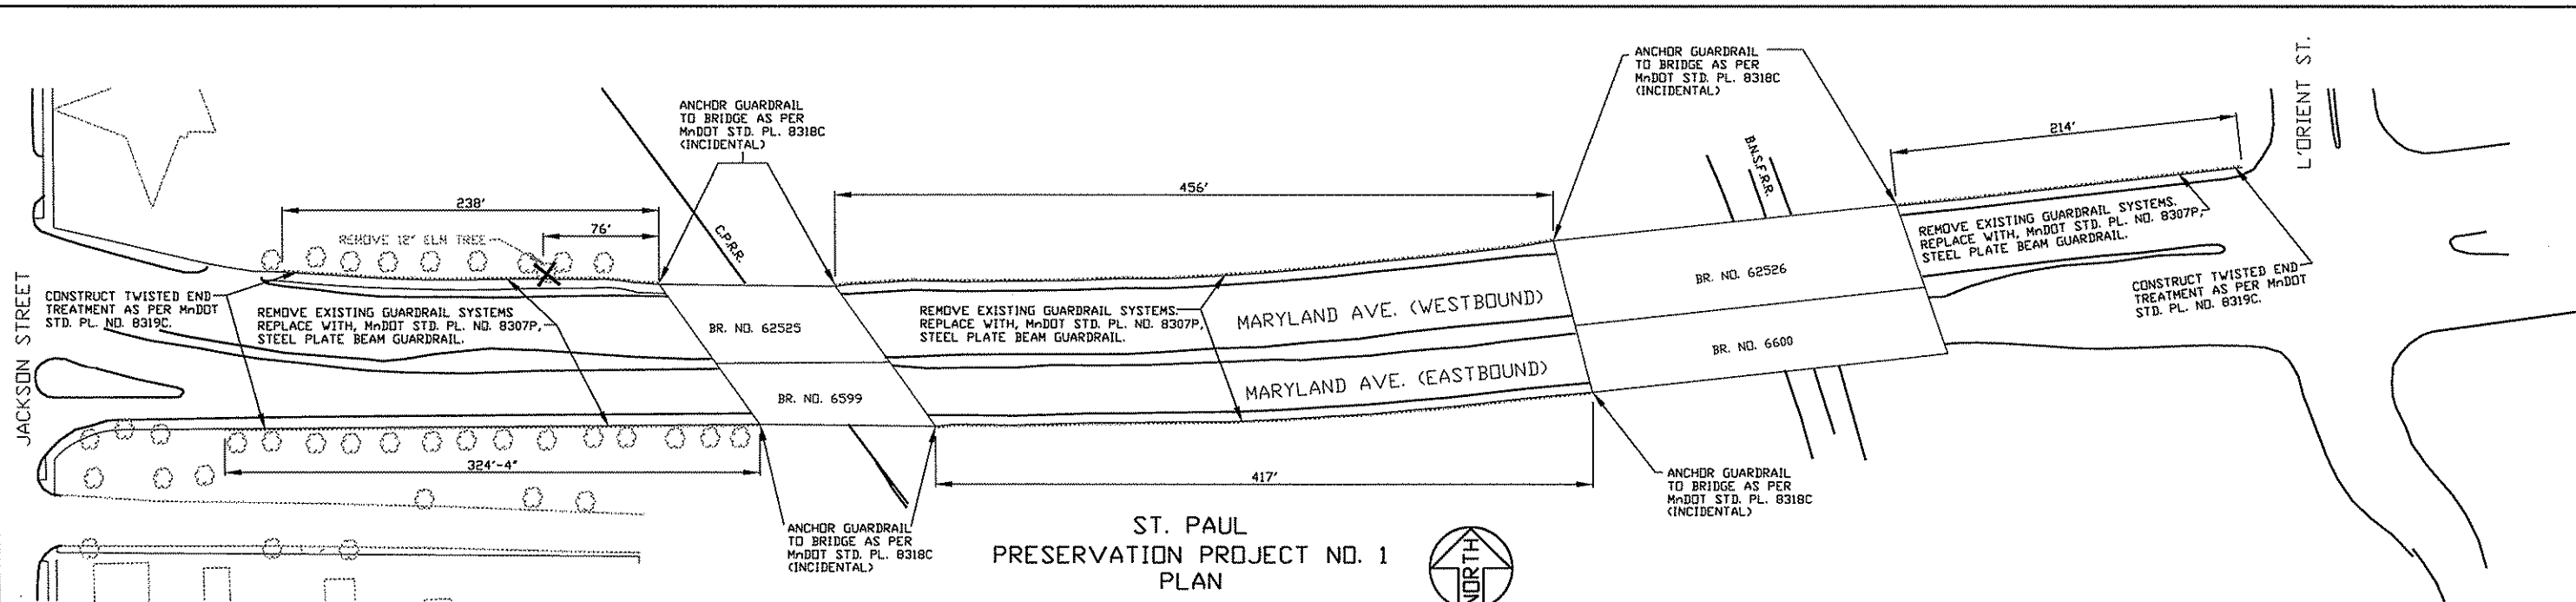 ANCHOR GUARDRAIL
TO BRIDGE AS PER
MnDOT STD. PL. 8318C
(INCIDENTAL)
L'ORIENT ST.
ANCHOR GUARDRAIL
TO BRIDGE AS PER
MnDOT STD. PL. 8318C
(INCIDENTAL)
214'
B.N.S.F.R.R.
456'
238'
76'
REMOVE 12" ELM TREE
C.P.R.R.
REMOVE EXISTING GUARDRAIL SYSTEMS.
REPLACE WITH, MnDOT STD. PL. NO. 8307P,
STEEL PLATE BEAM GUARDRAIL.
BR. NO. 62526
JACKSON STREET
CONSTRUCT TWISTED END
TREATMENT AS PER MnDOT
STD. PL. NO. 8319C.
REMOVE EXISTING GUARDRAIL SYSTEMS
REPLACE WITH, MnDOT STD. PL. NO. 8307P,
STEEL PLATE BEAM GUARDRAIL.
BR. NO. 62525
REMOVE EXISTING GUARDRAIL SYSTEMS.
REPLACE WITH, MnDOT STD. PL. NO. 8307P,
STEEL PLATE BEAM GUARDRAIL.
MARYLAND AVE. (WESTBOUND)
CONSTRUCT TWISTED END
TREATMENT AS PER MnDOT
STD. PL. NO. 8319C.
BR. NO. 6600
MARYLAND AVE. (EASTBOUND)
BR. NO. 6599
324'-4"
417'
ANCHOR GUARDRAIL
TO BRIDGE AS PER
MnDOT STD. PL. 8318C
(INCIDENTAL)
ANCHOR GUARDRAIL
TO BRIDGE AS PER
MnDOT STD. PL. 8318C
(INCIDENTAL)
ST. PAUL
PRESERVATION PROJECT NO. 1
PLAN
NORTH